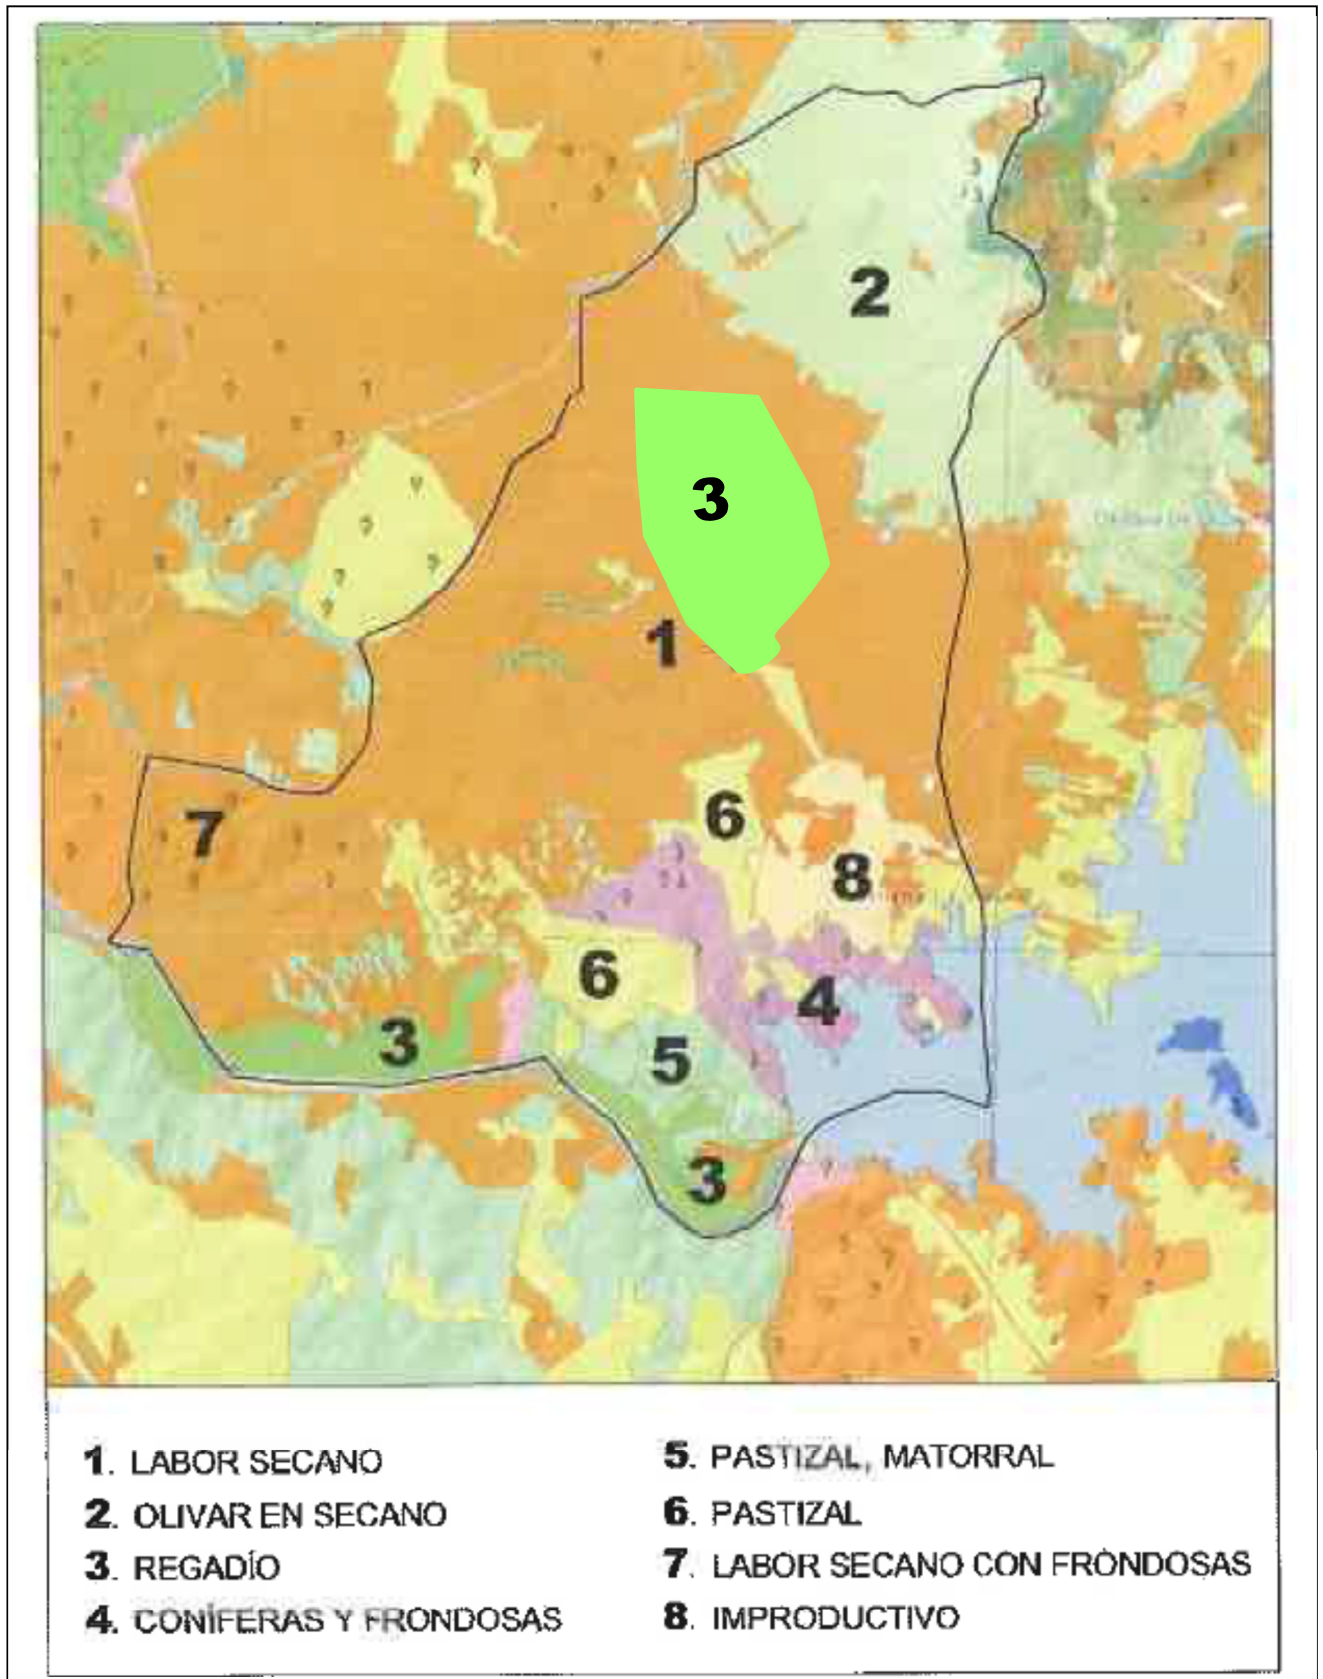 2
3
1
7
6
8
6
4
3
5
3
1. LABOR SECANO
2. OLIVAR EN SECANO
3. REGADÍO
4. CONÍFERAS Y FRONDOSAS
5. PASTIZAL, MATORRAL
6. PASTIZAL
7. LABOR SECANO CON FRONDOSAS
8. IMPRODUCTIVO